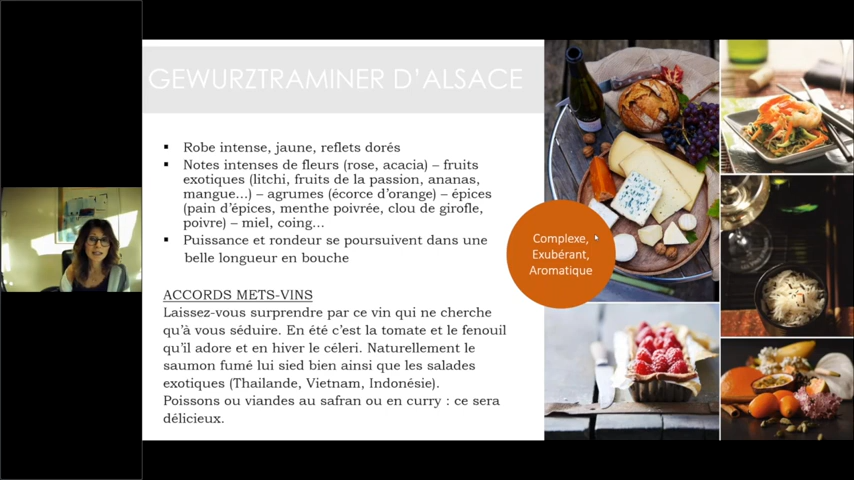 GEWURZTRAMINER D'ALSACE
▪ Robe intense, jaune, reflets dorés
▪ Notes intenses de fleurs (rose, acacia) – fruits
exotiques (litchi, fruits de la passion, ananas,
mangue…) – agrumes (écorce d'orange) – épices
(pain d'épices, menthe poivrée, clou de girofle,
poivre) – miel, coing…
▪ Puissance et rondeur se poursuivent dans une
belle longueur en bouche
ACCORDS METS-VINS
Laissez-vous surprendre par ce vin qui ne cherche
qu'à vous séduire. En été c'est la tomate et le fenouil
qu'il adore et en hiver le céleri. Naturellement le
saumon fumé lui sied bien ainsi que les salades
exotiques (Thaïlande, Vietnam, Indonésie).
Poissons ou viandes au safran ou en curry : ce sera
délicieux.
Complexe,
Exubérant,
Aromatique